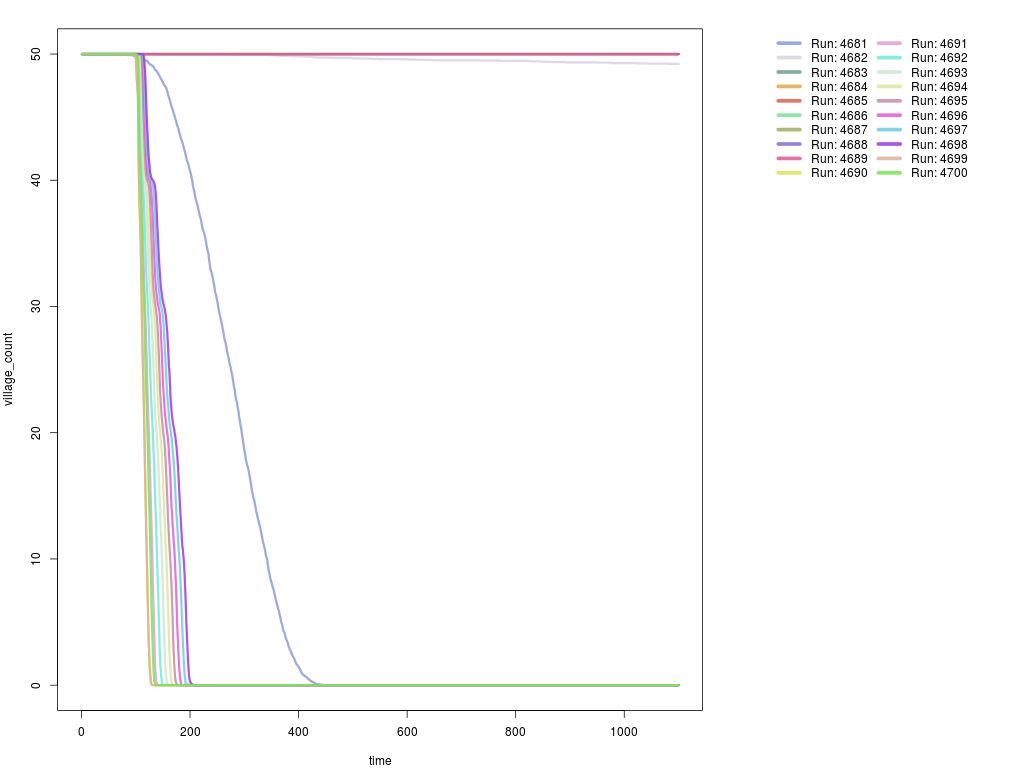 50
40
30
20
10
0
village_count
0 200 400 600 800 1000
time
Run: 4681 Run: 4691
Run: 4682 Run: 4692
Run: 4683 Run: 4693
Run: 4684 Run: 4694
Run: 4685 Run: 4695
Run: 4686 Run: 4696
Run: 4687 Run: 4697
Run: 4688 Run: 4698
Run: 4689 Run: 4699
Run: 4690 Run: 4700